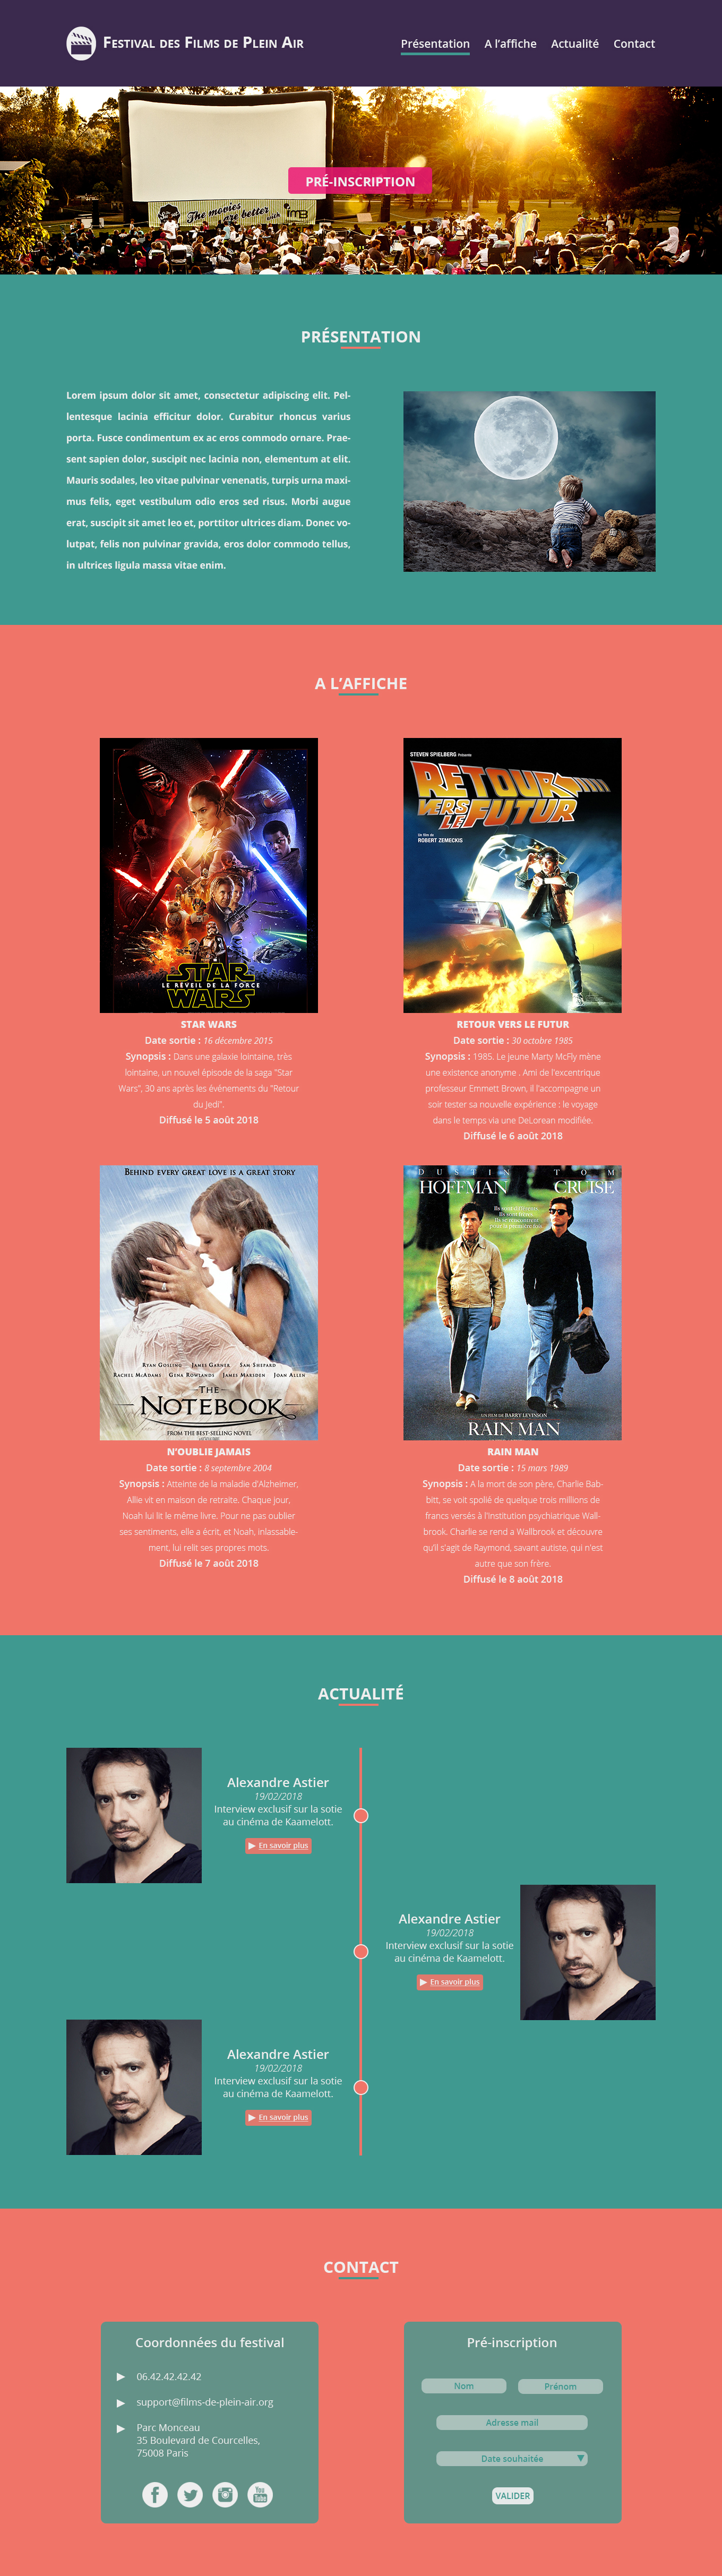 Festival des Films de Plein Air
Présentation A l'affiche Actualité Contact
The movies
are better with
imB
PRÉ-INSCRIPTION
PRÉSENTATION
Lorem ipsum dolor sit amet, consectetur adipiscing elit. Pel-
lentesque lacinia efficitur dolor. Curabitur rhoncus varius
porta. Fusce condimentum ex ac eros commodo ornare. Prae-
sent sapien dolor, suscipit nec lacinia non, elementum at elit.
Mauris sodales, leo vitae pulvinar venenatis, turpis urna maxi-
mus felis, eget vestibulum odio eros sed risus. Morbi augue
erat, suscipit sit amet leo et, porttitor ultrices diam. Donec vo-
lutpat, felis non pulvinar gravida, eros dolor commodo tellus,
in ultrices ligula massa vitae enim.
A L'AFFICHE
STAR
LE RÉVEIL DE LA FORCE
WARS
STAR WARS
Date sortie : 16 décembre 2015
Synopsis : Dans une galaxie lointaine, très
lointaine, un nouvel épisode de la saga "Star
Wars", 30 ans après les événements du "Retour
du Jedi".
Diffusé le 5 août 2018
STEVEN SPIELBERG Présente
RETOUR
VERS
LE FUTUR
Un film de
ROBERT ZEMECKIS
RETOUR VERS LE FUTUR
Date sortie : 30 octobre 1985
Synopsis : 1985. Le jeune Marty McFly mène
une existence anonyme . Ami de l'excentrique
professeur Emmett Brown, il l'accompagne un
soir tester sa nouvelle expérience : le voyage
dans le temps via une DeLorean modifiée.
Diffusé le 6 août 2018
BEHIND EVERY GREAT LOVE IS A GREAT STORY
RYAN GOSLING JAMES GARNER SAM SHEPARD
RACHEL MCADAMS GENA ROWLANDS JAMES MARSDEN JOAN ALLEN
THE
NOTEBOOK
FROM THE BEST-SELLING NOVEL
N'OUBLIE JAMAIS
Date sortie : 8 septembre 2004
Synopsis : Atteinte de la maladie d'Alzheimer,
Allie vit en maison de retraite. Chaque jour,
Noah lui lit le même livre. Pour ne pas oublier
ses sentiments, elle a écrit, et Noah, inlassable-
ment, lui relit ses propres mots.
Diffusé le 7 août 2018
DUSTIN TOM
HOFFMAN CRUISE
UN FILM DE BARRY LEVINSON
RAIN MAN
RAIN MAN
Date sortie : 15 mars 1989
Synopsis : A la mort de son père, Charlie Bab-
bitt, se voit spolié de quelque trois millions de
francs versés à l'institution psychiatrique Wall-
brook. Charlie se rend a Wallbrook et découvre
qu'il s'agit de Raymond, savant autiste, qui n'est
autre que son frère.
Diffusé le 8 août 2018
ACTUALITÉ
Alexandre Astier
19/02/2018
Interview exclusif sur la sotie
au cinéma de Kaamelott.
En savoir plus
Alexandre Astier
19/02/2018
Interview exclusif sur la sotie
au cinéma de Kaamelott.
En savoir plus
Alexandre Astier
19/02/2018
Interview exclusif sur la sotie
au cinéma de Kaamelott.
En savoir plus
CONTACT
Coordonnées du festival
06.42.42.42.42
support@films-de-plein-air.org
Parc Monceau
35 Boulevard de Courcelles,
75008 Paris
f
You
Tube
Pré-inscription
Nom Prénom
Adresse mail
Date souhaitée
VALIDER